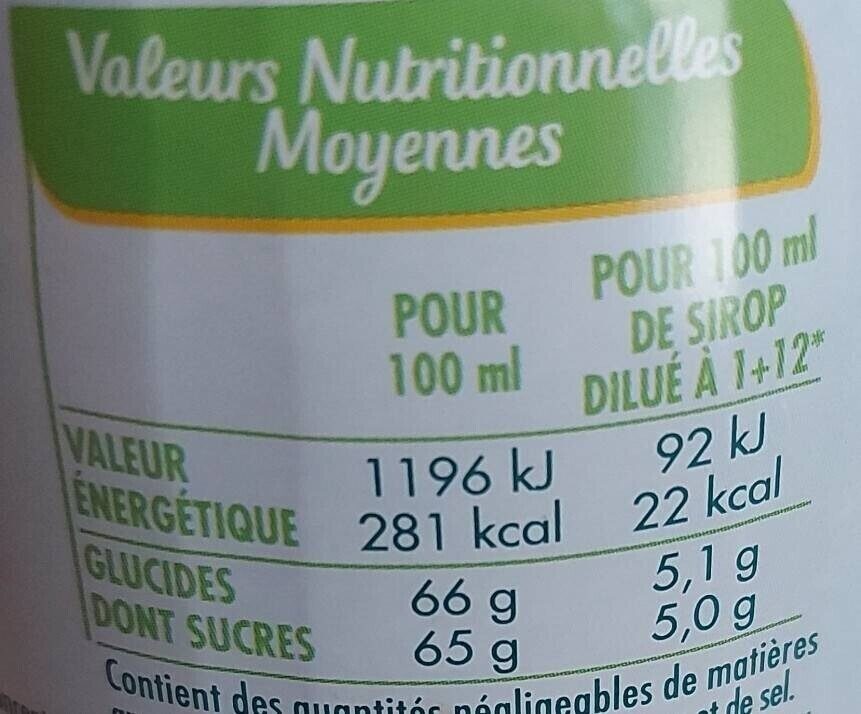 Valeurs Nutritionnelles
Moyennes
POUR
100 ml
POUR 100 ml
DE SIROP
DILUÉ À 1+12*
VALEUR
ÉNERGÉTIQUE
1196 kJ
281 kcal
92 kJ
22 kcal
GLUCIDES
DONT SUCRES
66 g
65 g
5,1 g
5,0 g
Contient des quantités négligeables de matières
et de sel.